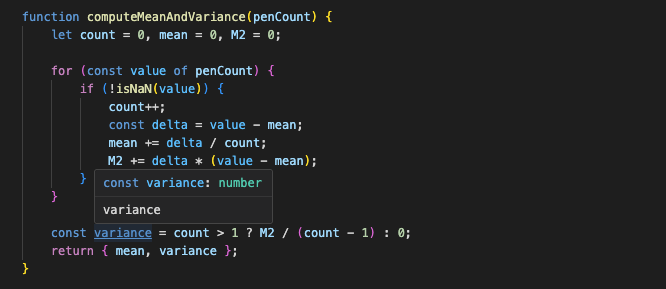 function computeMeanAndVariance(penCount) {
let count = 0, mean = 0, M2 = 0;
for (const value of penCount) {
if (!isNaN(value)) {
count++;
const delta = value - mean;
mean += delta / count;
M2 += delta * (value - mean);
}
const variance: number
}
variance
const variance = count > 1 ? M2 / (count - 1) : 0;
return { mean, variance };
}